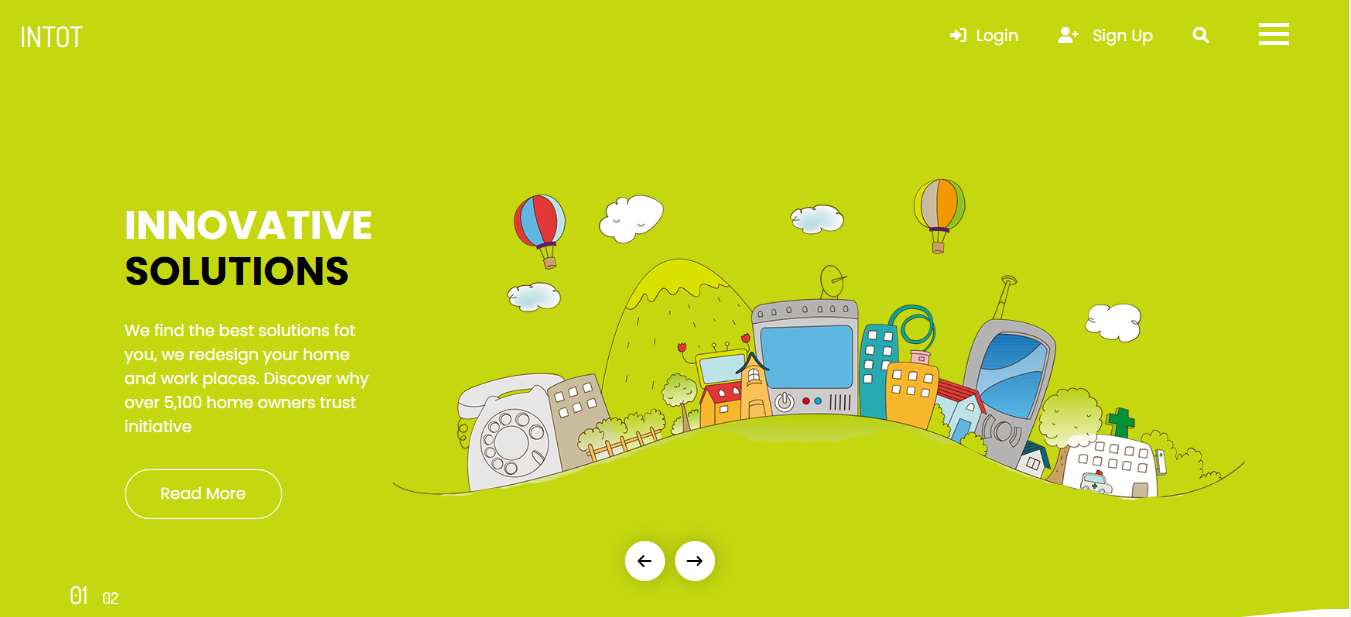 INTOT
Login
Sign Up
INNOVATIVE
SOLUTIONS
We find the best solutions fot
you, we redesign your home
and work places. Discover why
over 5,100 home owners trust
initiative
Read More
01 02